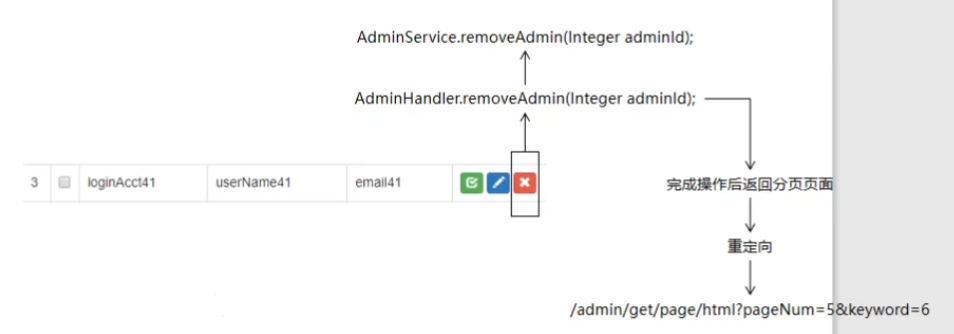 AdminService.removeAdmin(Integer adminId);
AdminHandler.removeAdmin(Integer adminId);
3 loginAcct41 userName41 email41
完成操作后返回分页页面
重定向
/admin/get/page/html?pageNum=5&keyword=6